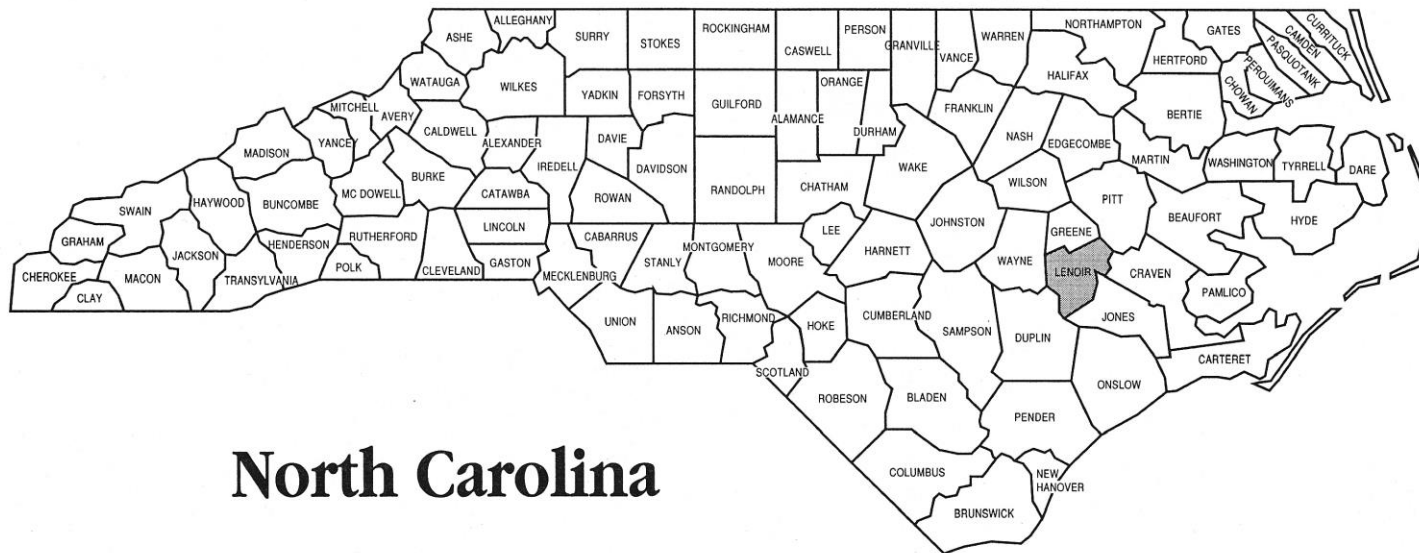 ALLEGHANY
ASHE
SURRY
STOKES
ROCKINGHAM
CASWELL
PERSON
GRANVILLE
VANCE
WARREN
NORTHAMPTON
GATES
CURRITUCK
CAMDEN
PASQUOTANK
PERQUIMANS
CHOWAN
HERTFORD
HALIFAX
WATAUGA
WILKES
YADKIN
FORSYTH
GUILFORD
ALAMANCE
ORANGE
DURHAM
FRANKLIN
NASH
EDGECOMBE
BERTIE
MITCHELL
AVERY
YANCEY
CALDWELL
ALEXANDER
IREDELL
DAVIE
DAVIDSON
MADISON
BURKE
MC DOWELL
CATAWBA
ROWAN
RANDOLPH
CHATHAM
WAKE
WILSON
MARTIN
WASHINGTON
TYRRELL
DARE
SWAIN
HAYWOOD
BUNCOMBE
PITT
BEAUFORT
HYDE
GRAHAM
JACKSON
HENDERSON
RUTHERFORD
LINCOLN
CABARRUS
MONTGOMERY
STANLY
MOORE
LEE
HARNETT
JOHNSTON
GREENE
WAYNE
LENOIR
CRAVEN
PAMLICO
CHEROKEE
CLAY
MACON
TRANSYLVANIA
POLK
CLEVELAND
GASTON
MECKLENBURG
UNION
ANSON
RICHMOND
HOKE
CUMBERLAND
SAMPSON
DUPLIN
JONES
CARTERET
SCOTLAND
ROBESON
BLADEN
PENDER
ONSLOW
North Carolina
COLUMBUS
NEW
HANOVER
BRUNSWICK